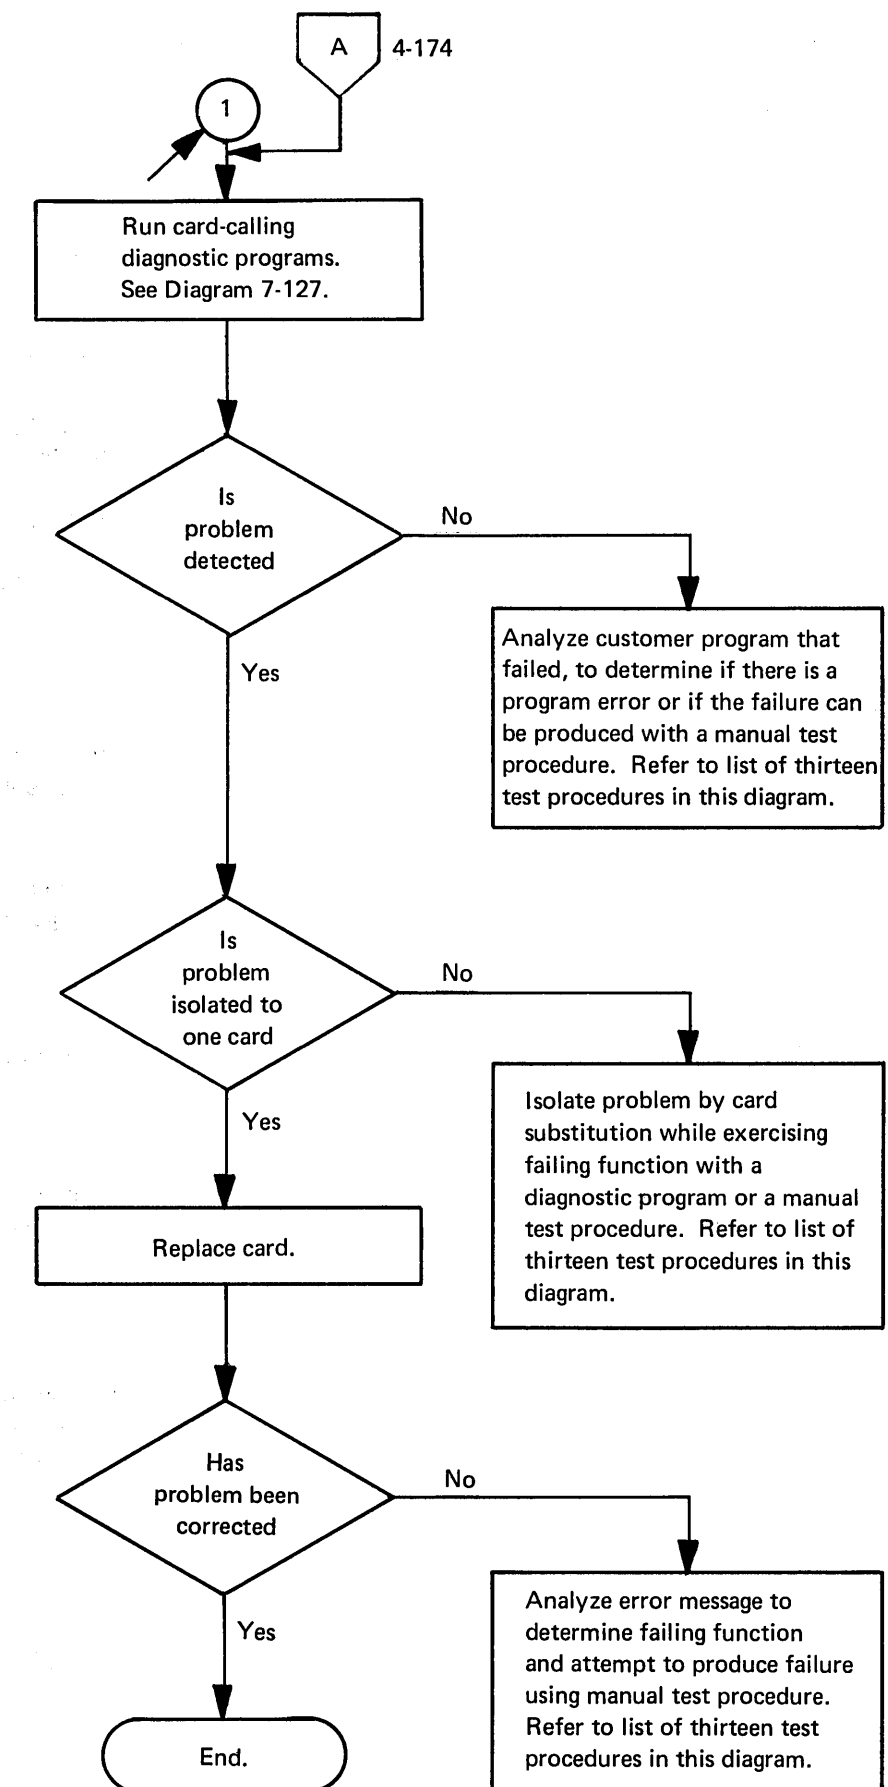 A
4-174
1
Run card-calling
diagnostic programs.
See Diagram 7-127.
Is
problem
detected
No
Yes
Analyze customer program that
failed, to determine if there is a
program error or if the failure can
be produced with a manual test
procedure. Refer to list of thirteen
test procedures in this diagram.
Is
problem
isolated to
one card
No
Yes
Isolate problem by card
substitution while exercising
failing function with a
diagnostic program or a manual
test procedure. Refer to list of
thirteen test procedures in this
diagram.
Replace card.
Has
problem been
corrected
No
Yes
Analyze error message to
determine failing function
and attempt to produce failure
using manual test procedure.
Refer to list of thirteen test
procedures in this diagram.
End.